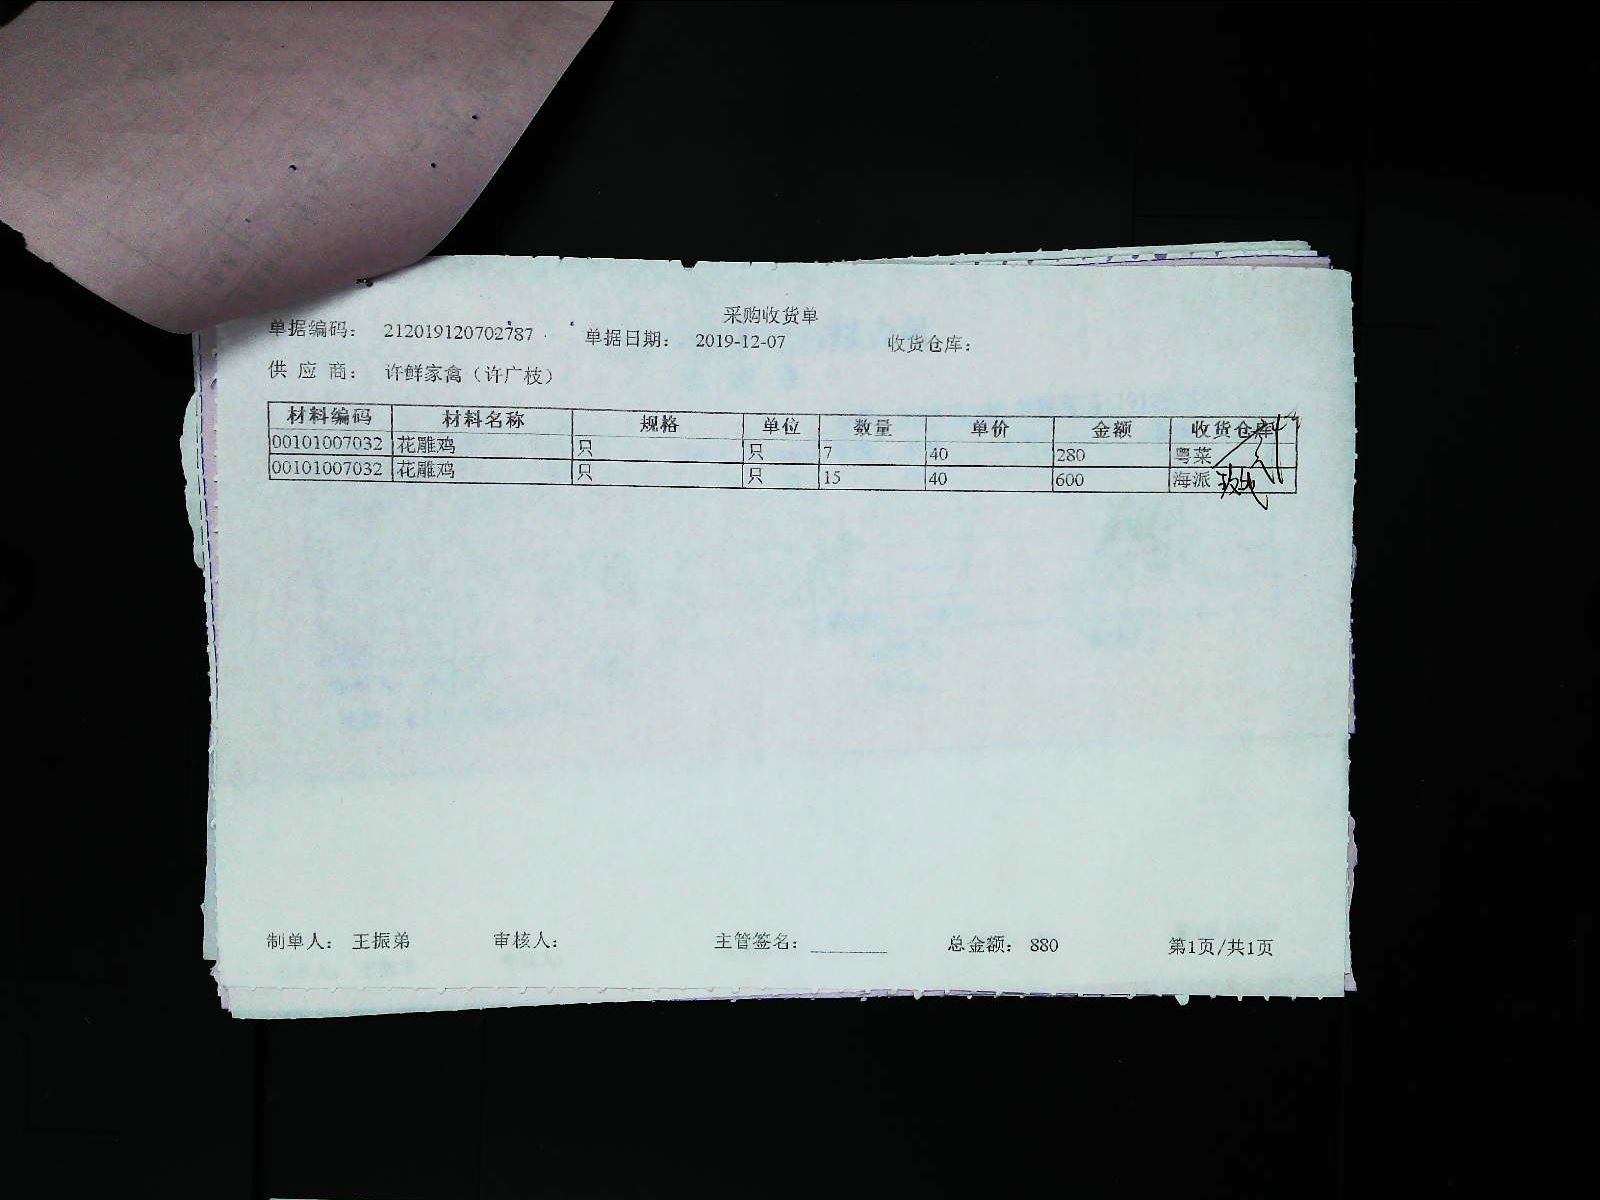 采购收货单
单据编码： 212019120702787 单据日期： 2019-12-07 收货仓库：
供 应 商： 许鲜家禽（许广枝）
材料编码 材料名称 规格 单位 数量 单价 金额 收货仓库
00101007032 花雕鸡 只 只 7 40 280 粤菜
00101007032 花雕鸡 只 只 15 40 600 海派
制单人： 王振弟 审核人： 主管签名： 总金额： 880 第1页/共1页